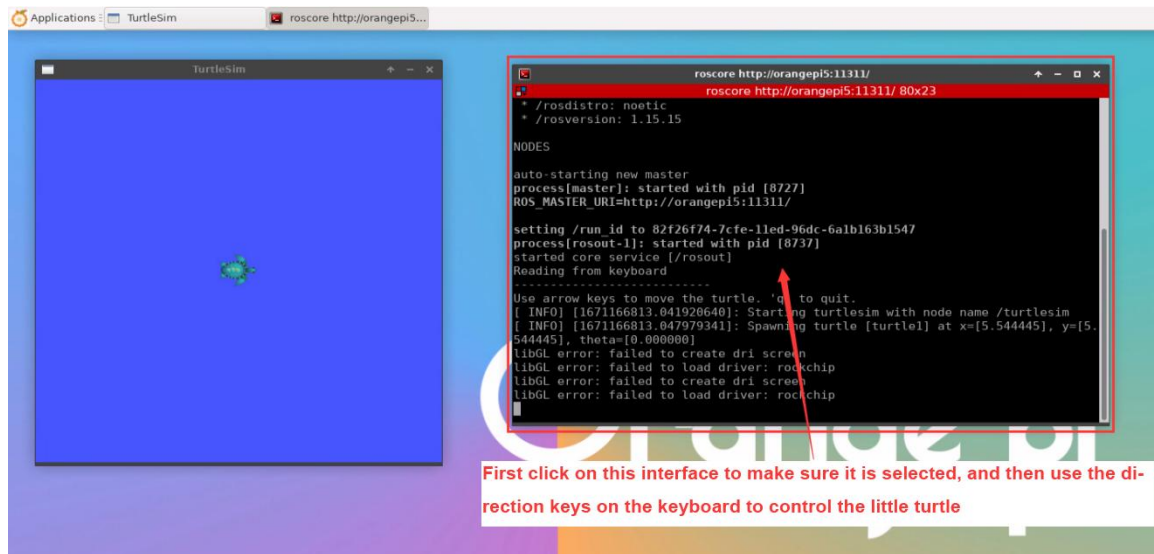 Applications
TurtleSim
roscore http://orangepi5...
TurtleSim
roscore http://orangepi5:11311/
roscore http://orangepi5:11311/ 80x23
* /rosdistro: noetic
* /rosversion: 1.15.15
NODES
auto-starting new master
process[master]: started with pid [8727]
ROS_MASTER_URI=http://orangepi5:11311/
setting /run_id to 82f26f74-7cfe-11ed-96dc-6a1b163b1547
process[rosout-1]: started with pid [8737]
started core service [/rosout]
Reading from keyboard
---------------------------
Use arrow keys to move the turtle. 'q' to quit.
[ INFO] [1671166813.041920640]: Starting turtlesim with node name /turtlesim
[ INFO] [1671166813.047979341]: Spawning turtle [turtle1] at x=[5.544445], y=[5.
544445], theta=[0.000000]
libGL error: failed to create dri screen
libGL error: failed to load driver: rockchip
libGL error: failed to create dri screen
libGL error: failed to load driver: rockchip
Orange pi
First click on this interface to make sure it is selected, and then use the di-
rection keys on the keyboard to control the little turtle